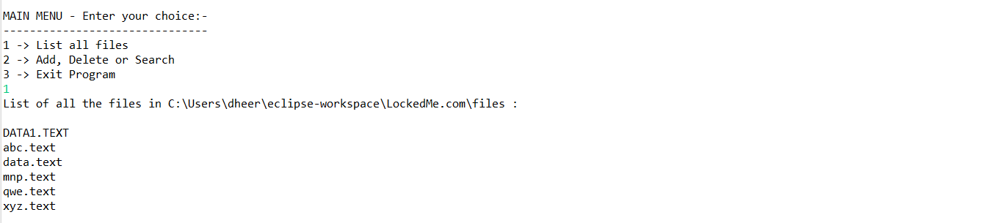 MAIN MENU - Enter your choice:-
-------------------------------
1 -> List all files
2 -> Add, Delete or Search
3 -> Exit Program
1
List of all the files in C:\Users\dheer\eclipse-workspace\LockedMe.com\files :
DATA1.TEXT
abc.text
data.text
mnp.text
qwe.text
xyz.text